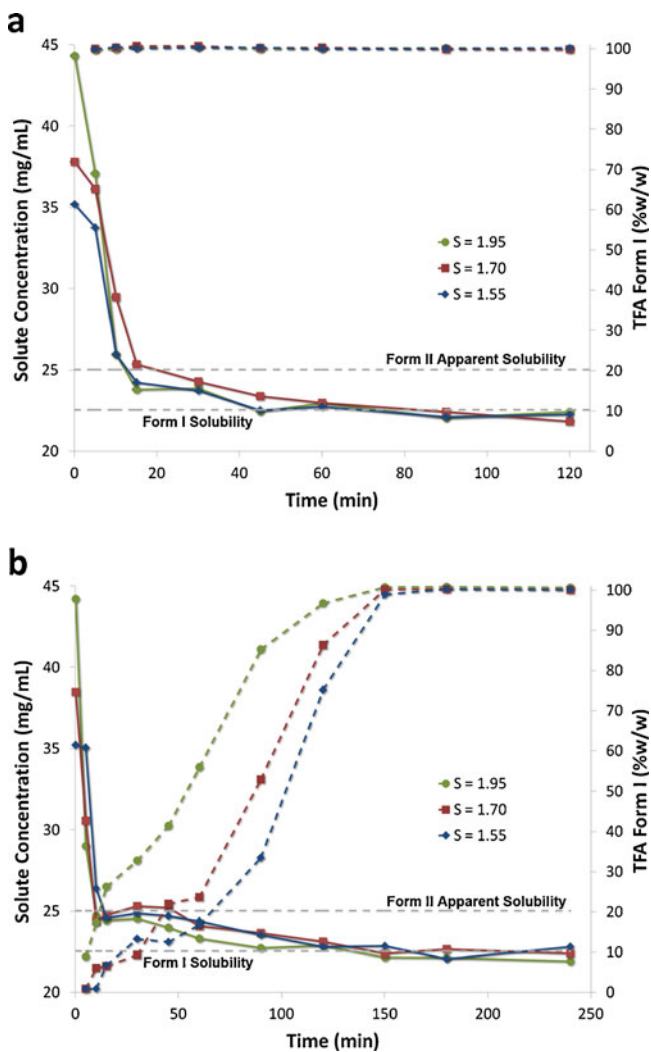 a
45
40
35
30
25
20
Solute Concentration (mg/mL)
100
90
80
70
60
50
40
30
20
10
0
TFA Form I (%w/w)
S = 1.95
S = 1.70
S = 1.55
Form II Apparent Solubility
Form I Solubility
0
20
40
60
80
100
120
Time (min)
b
45
40
35
30
25
20
Solute Concentration (mg/mL)
100
90
80
70
60
50
40
30
20
10
0
TFA Form I (%w/w)
S = 1.95
S = 1.70
S = 1.55
Form II Apparent Solubility
Form I Solubility
0
50
100
150
200
250
Time (min)